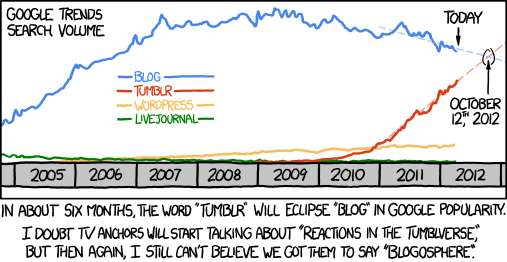 GOOGLE TRENDS
SEARCH VOLUME
TODAY
BLOG
TUMBLR
WORDPRESS
LIVEJOURNAL
OCTOBER
12TH, 2012
2005 2006 2007 2008 2009 2010 2011 2012
IN ABOUT SIX MONTHS, THE WORD "TUMBLR" WILL ECLIPSE "BLOG" IN GOOGLE POPULARITY.
I DOUBT TV ANCHORS WILL START TALKING ABOUT "REACTIONS IN THE TUMBLVERSE,"
BUT THEN AGAIN, I STILL CAN'T BELIEVE WE GOT THEM TO SAY "BLOGOSPHERE".